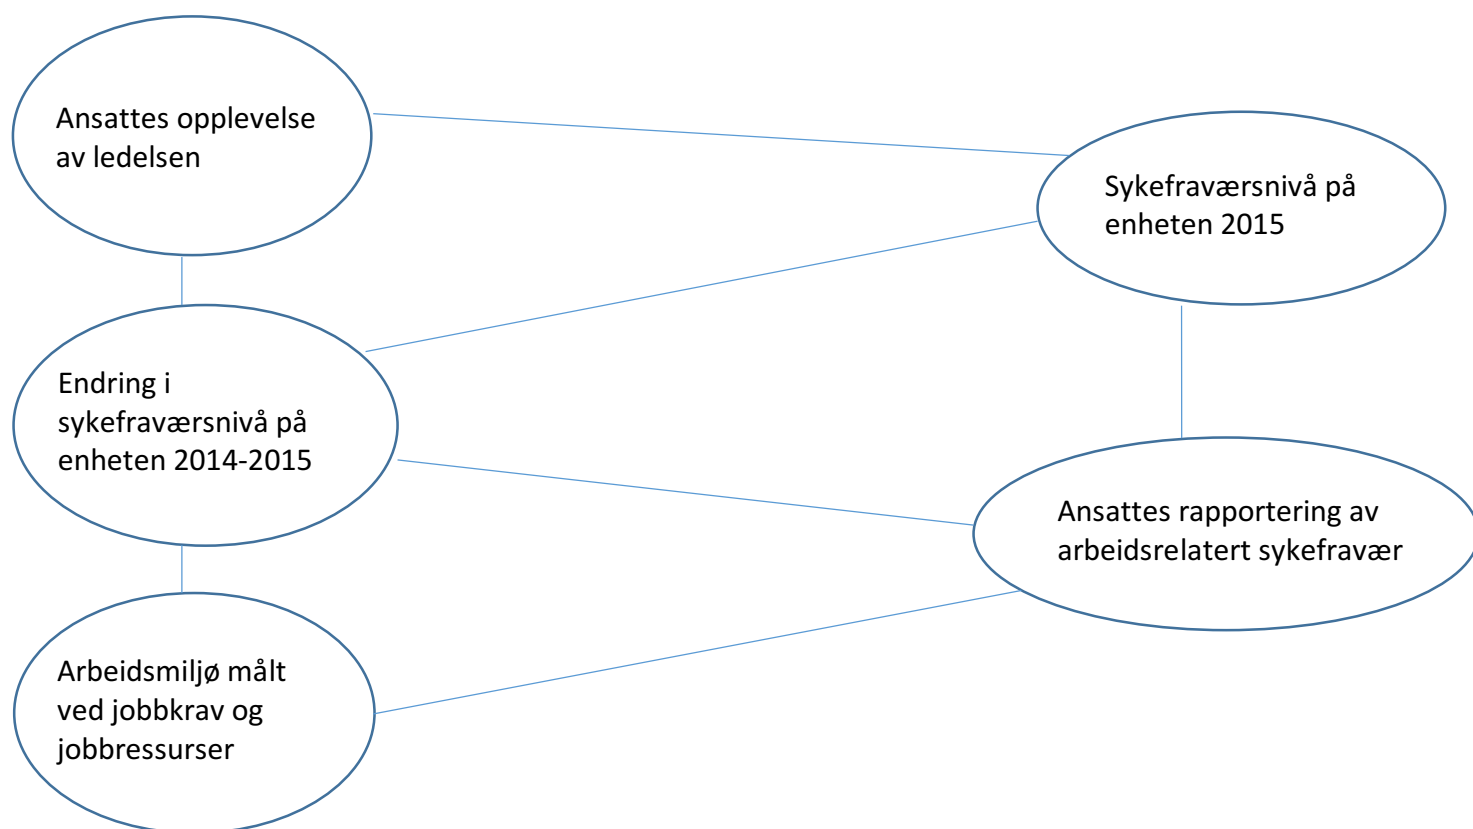 Ansattes opplevelse
av ledelsen
Sykefraværsnivå på
enheten 2015
Endring i
sykefraværsnivå på
enheten 2014-2015
Ansattes rapportering av
arbeidsrelatert sykefravær
Arbeidsmiljø målt
ved jobbkrav og
jobbressurser